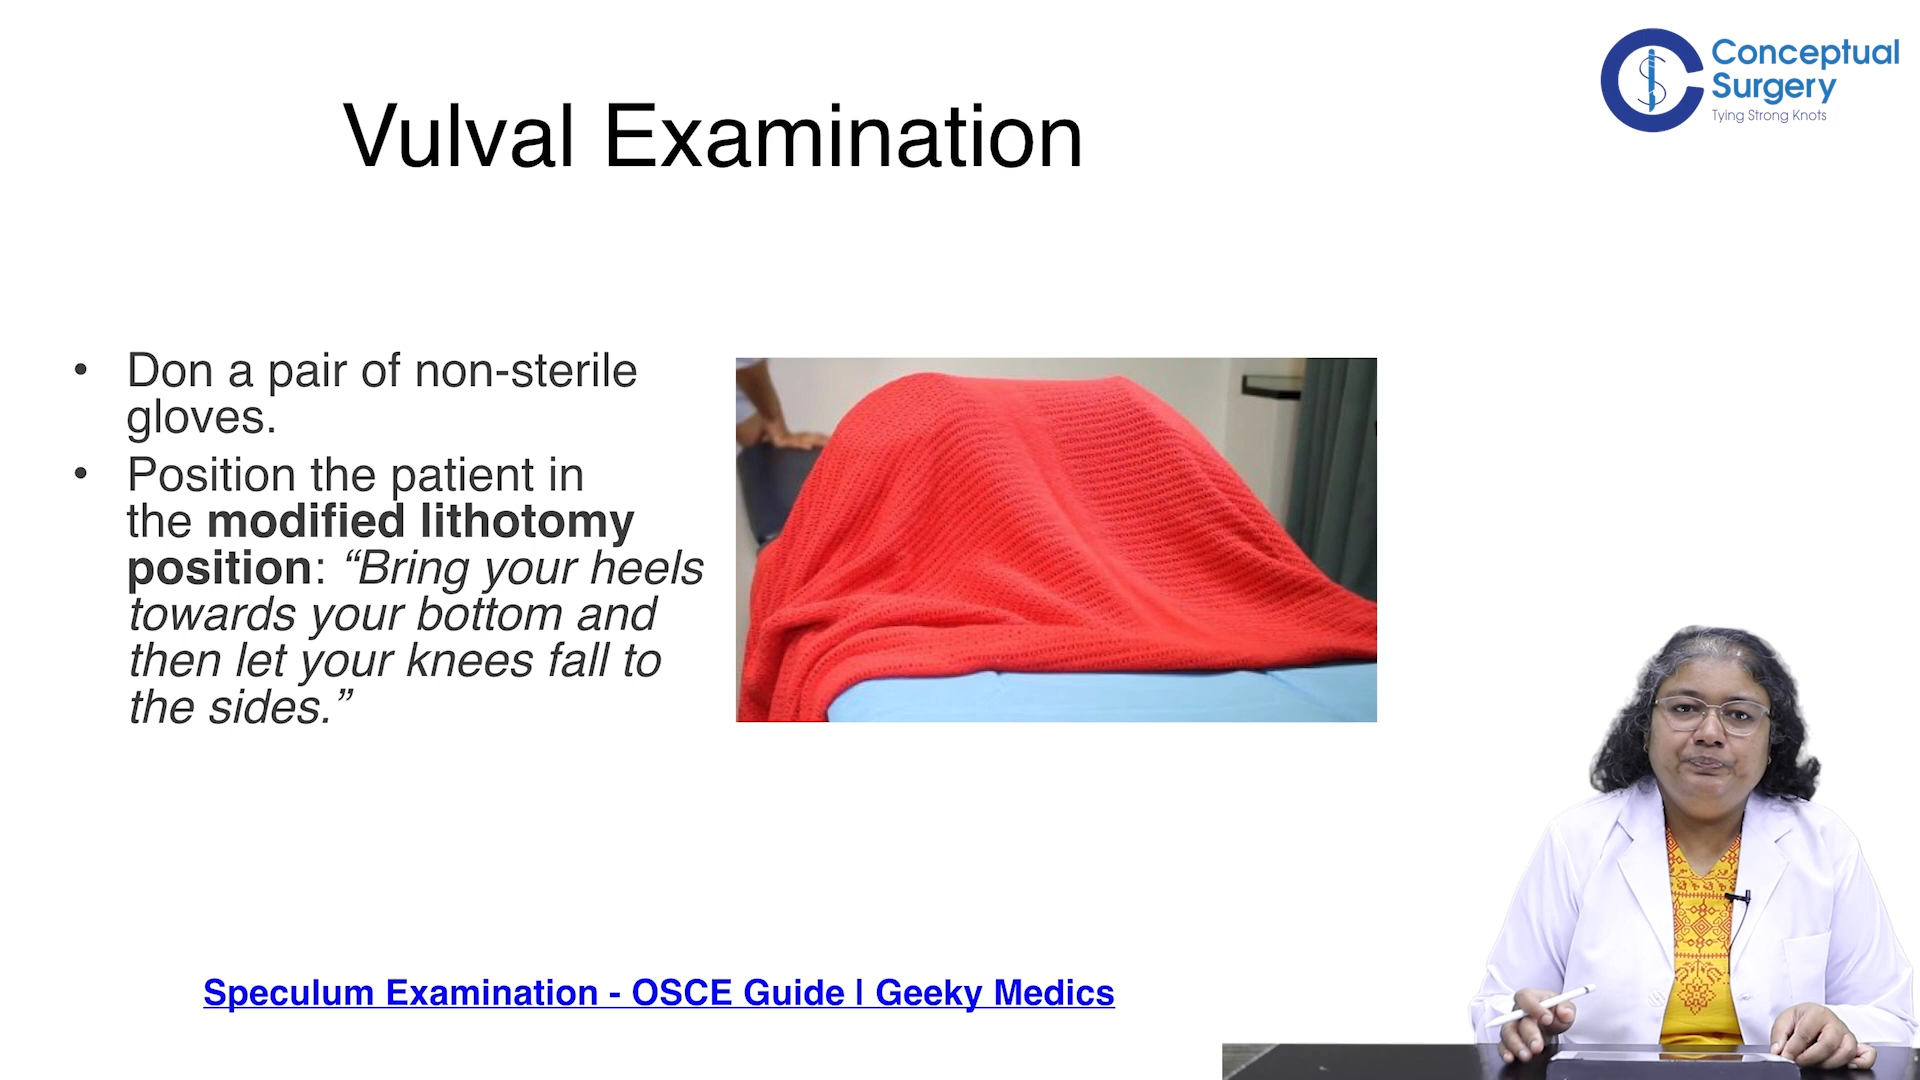 Conceptual
Surgery
Tying Strong Knots
Vulval Examination
• Don a pair of non-sterile
gloves.
• Position the patient in
the modified lithotomy
position: “Bring your heels
towards your bottom and
then let your knees fall to
the sides.”
Speculum Examination - OSCE Guide | Geeky Medics